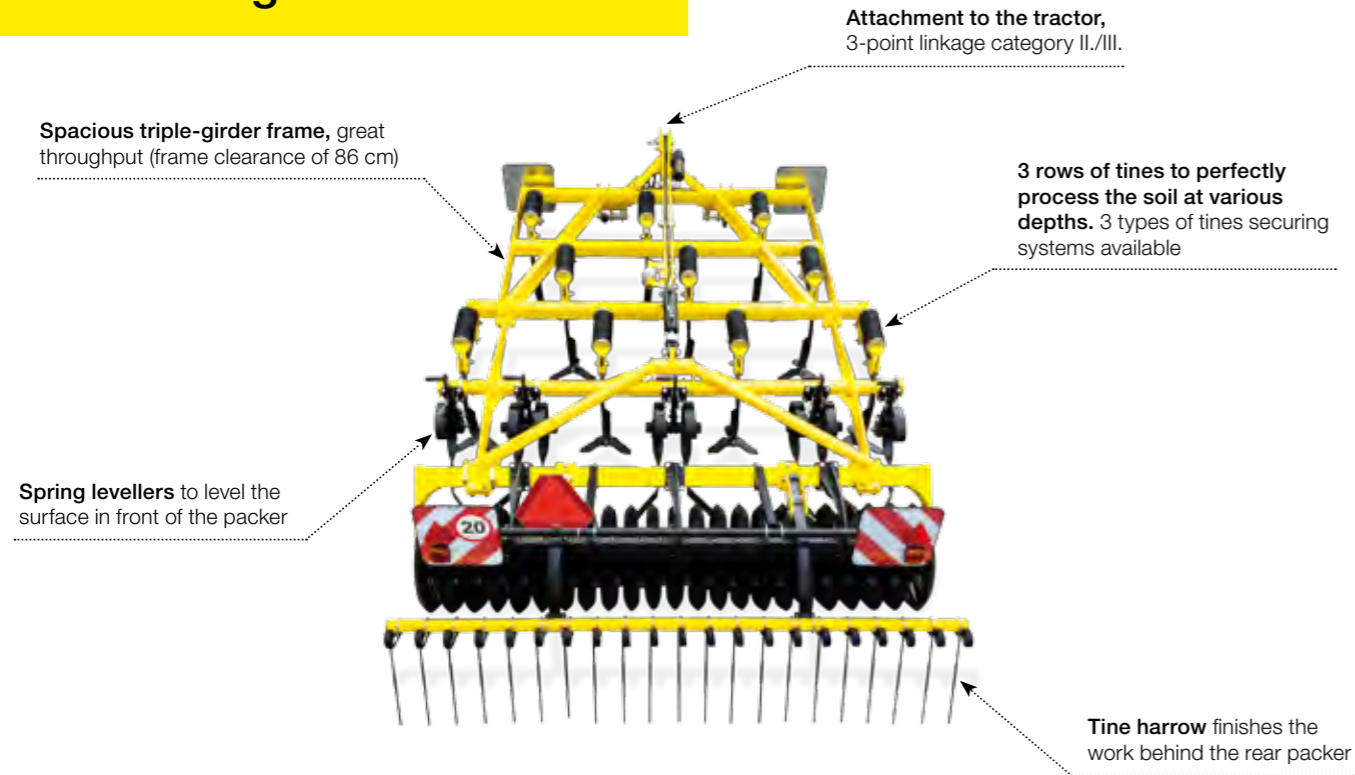 Attachment to the tractor,
3-point linkage category II./III.
Spacious triple-girder frame, great
throughput (frame clearance of 86 cm)
3 rows of tines to perfectly
process the soil at various
depths. 3 types of tines securing
systems available
Spring levellers to level the
surface in front of the packer
20
Tine harrow finishes the
work behind the rear packer